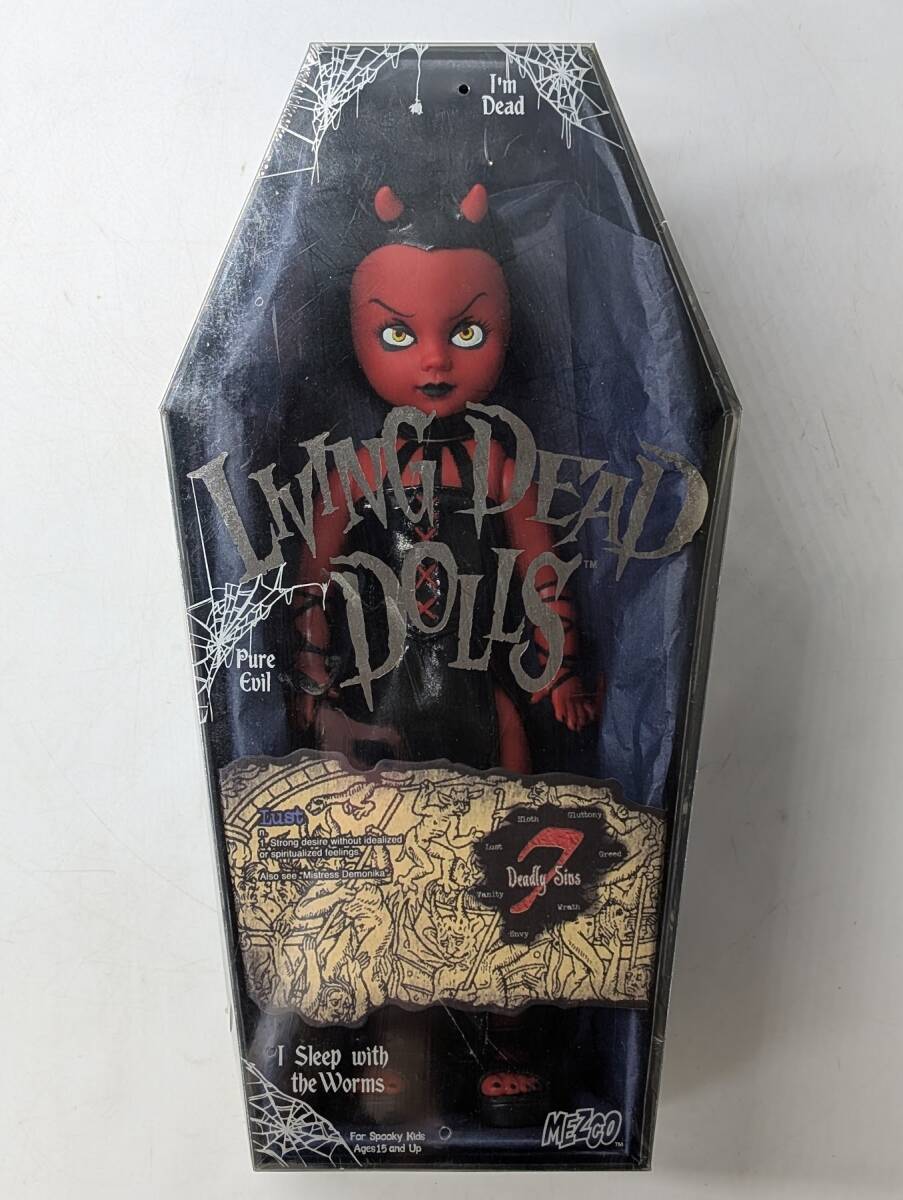 I'm
Dead
LIVING DEAD
DOLLS™
Pure
Evil
Lust
n
1. Strong desire without idealized
or spiritualized feelings.
Also see "Mistress Demonika"
Sloth
Gluttony
Lust
Greed
7
Deadly Sins
Vanity
Wrath
Envy
I Sleep with
the Worms
For Spooky Kids
Ages 15 and Up
MEZCO™